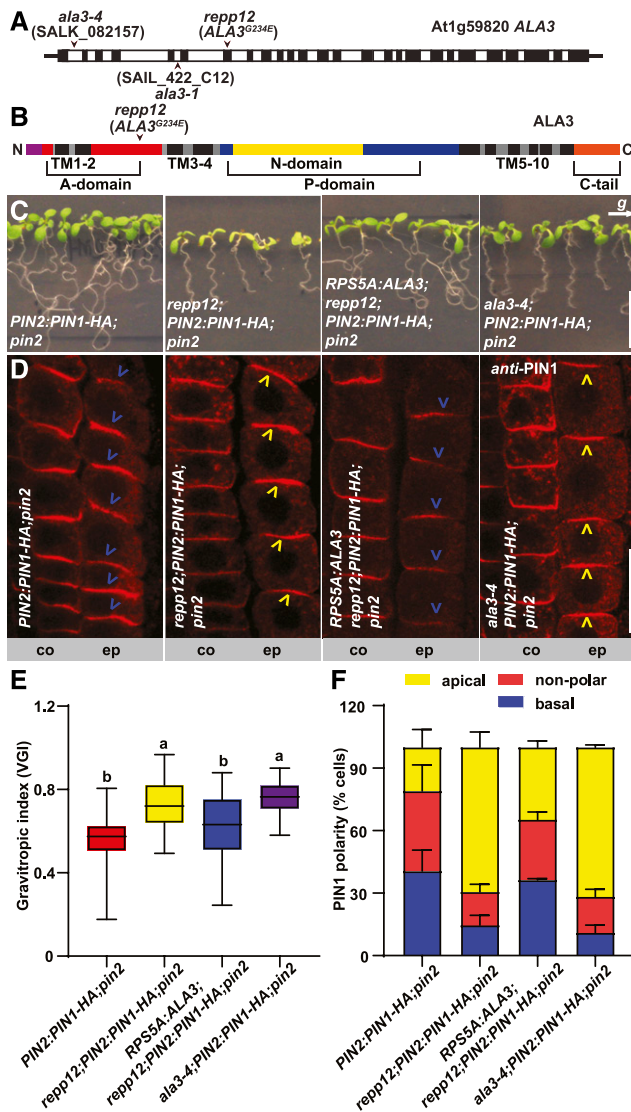 A
ala3-4
(SALK_082157)
repp12
(ALA3G234E)
At1g59820 ALA3
(SAIL_422_C12)
ala3-1
B
repp12
(ALA3G234E)
ALA3
N
C
TM1-2
TM3-4
N-domain
TM5-10
A-domain
P-domain
C-tail
C
g
PIN2:PIN1-HA;
pin2
repp12;
PIN2:PIN1-HA;
pin2
RPS5A:ALA3;
repp12;
PIN2:PIN1-HA;
pin2
ala3-4;
PIN2:PIN1-HA;
pin2
D
anti-PIN1
PIN2:PIN1-HA;pin2
repp12;PIN2:PIN1-HA;
pin2
RPS5A:ALA3
repp12;PIN2:PIN1-HA;
pin2
ala3-4
PIN2:PIN1-HA;
pin2
co ep
co ep
co ep
co ep
E
Gravitropic index (VGI)
1.2
0.8
0.4
0
b
a
b
a
PIN2:PIN1-HA;pin2
repp12;PIN2:PIN1-HA;pin2
RPS5A:ALA3;
repp12;PIN2:PIN1-HA;pin2
ala3-4;PIN2:PIN1-HA;pin2
F
apical
non-polar
basal
PIN1 polarity (% cells)
120
90
60
30
0
PIN2:PIN1-HA;pin2
repp12;PIN2:PIN1-HA;pin2
RPS5A:ALA3;
repp12;PIN2:PIN1-HA;pin2
ala3-4;PIN2:PIN1-HA;pin2